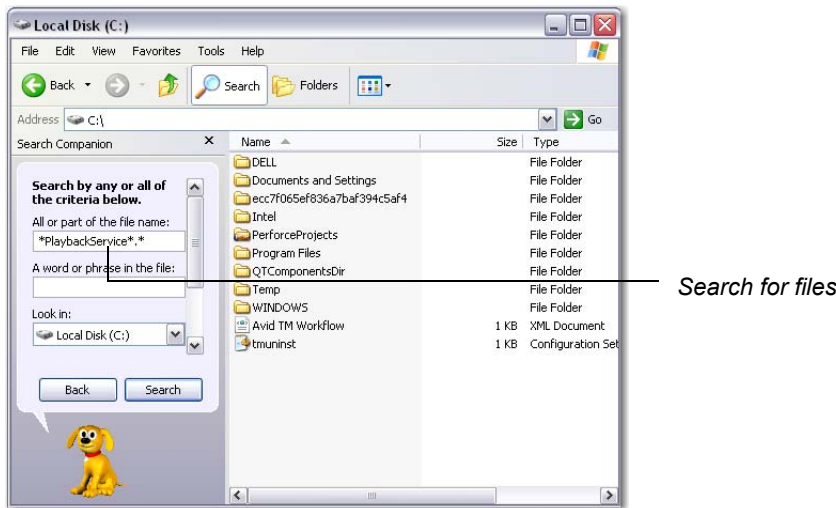 Local Disk (C:)
File Edit View Favorites Tools Help
Back Search Folders
Address C:\ Go
Search Companion X Name Size Type
Search by any or all of
the criteria below.
All or part of the file name:
*PlaybackService*.*
A word or phrase in the file:
Look in:
Local Disk (C:)
Back Search
DELL File Folder
Documents and Settings File Folder
ecc7f065ef836a7baf394c5af4 File Folder
Intel File Folder
PerforceProjects File Folder
Program Files File Folder
QTComponentsDir File Folder
Temp File Folder
WINDOWS File Folder
Avid TM Workflow 1 KB XML Document
tmuninst 1 KB Configuration Set
Search for files